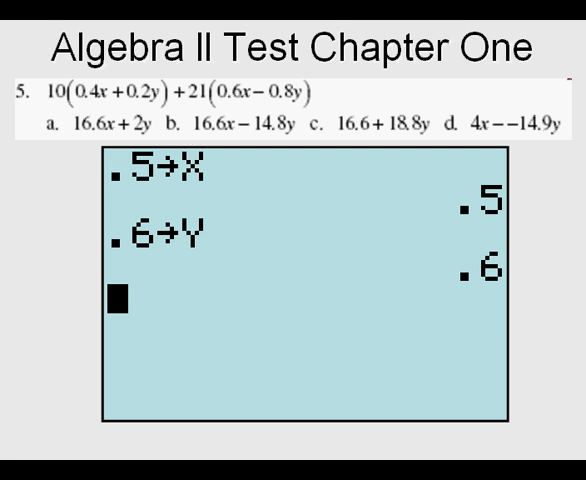 Algebra II Test Chapter One
5. 10(0.4x + 0.2y) + 21(0.6x – 0.8y)
a. 16.6x + 2y b. 16.6x – 14.8y c. 16.6 + 18.8y d. 4x – –14.9y
.5→X
.5
.6→Y
.6